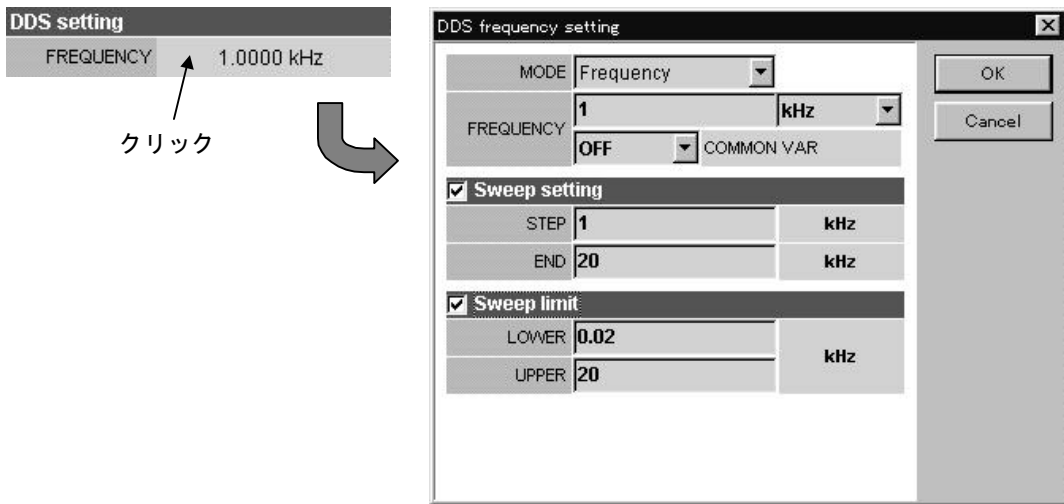 DDS setting
FREQUENCY 1.0000 kHz
クリック
DDS frequency setting
MODE Frequency
OK
FREQUENCY 1 kHz
Cancel
OFF COMMON VAR
Sweep setting
STEP 1 kHz
END 20 kHz
Sweep limit
LOWER 0.02
kHz
UPPER 20